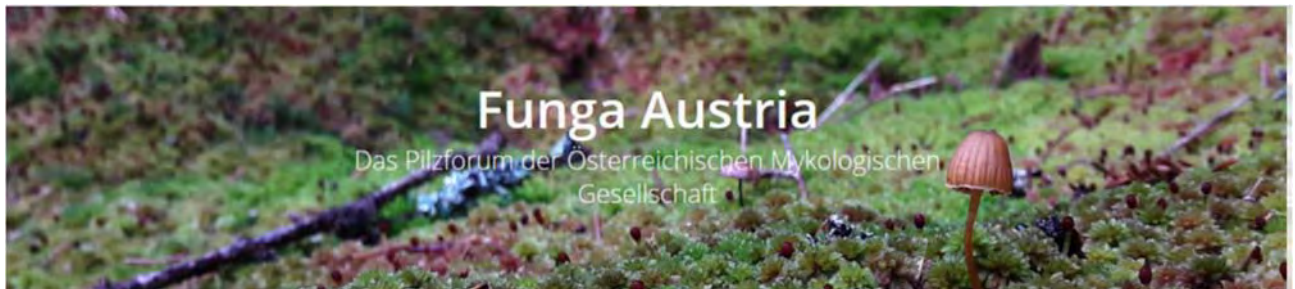 Funga Austria
Das Pilzforum der Österreichischen Mykologischen
Gesellschaft